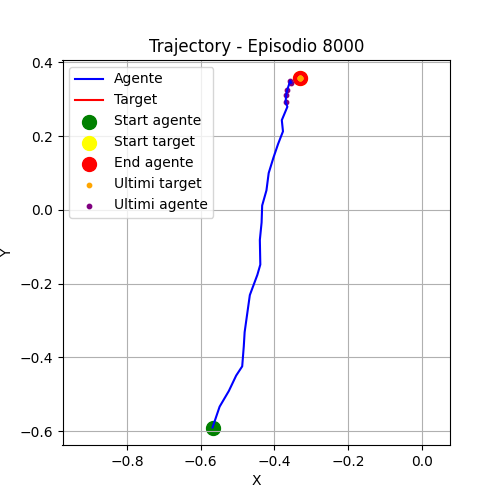 Trajectory - Episodio 8000
Agente
Target
Start agente
Start target
End agente
Ultimi target
Ultimi agente
Y
0.4
0.2
0.0
−0.2
−0.4
−0.6
−0.8
−0.6
−0.4
−0.2
0.0
X